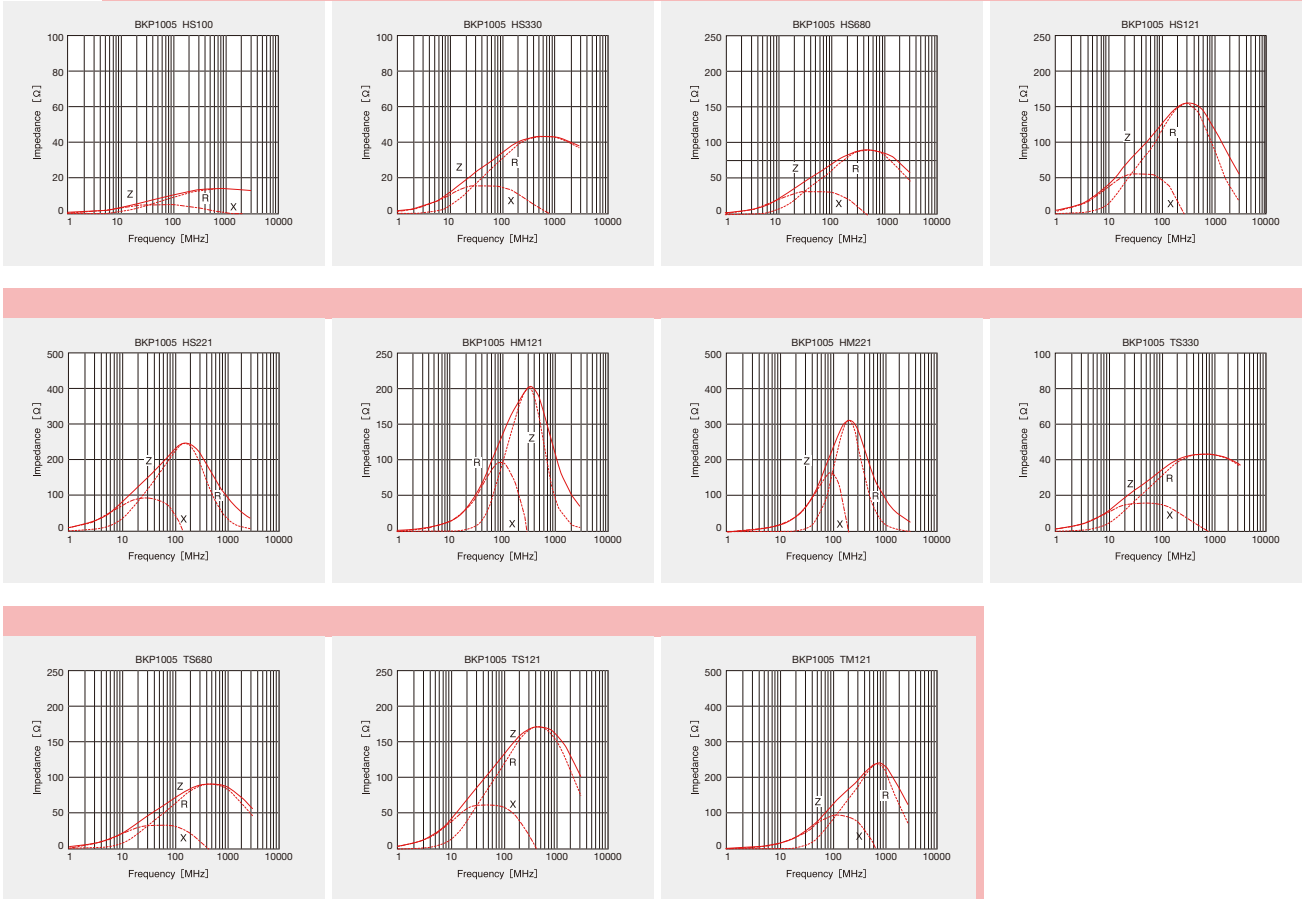 BKP1005 HS100
100
80
60
40
20
0
Impedance [Ω]
Z
R
X
1 10 100 1000 10000
Frequency [MHz]
BKP1005 HS330
100
80
60
40
20
0
Impedance [Ω]
Z
R
X
1 10 100 1000 10000
Frequency [MHz]
BKP1005 HS680
250
200
150
100
50
0
Impedance [Ω]
Z
R
X
1 10 100 1000 10000
Frequency [MHz]
BKP1005 HS121
250
200
150
100
50
0
Impedance [Ω]
R
Z
X
1 10 100 1000 10000
Frequency [MHz]
BKP1005 HS221
500
400
300
200
100
0
Impedance [Ω]
Z
R
X
1 10 100 1000 10000
Frequency [MHz]
BKP1005 HM121
250
200
150
100
50
0
Impedance [Ω]
Z
R
X
1 10 100 1000 10000
Frequency [MHz]
BKP1005 HM221
500
400
300
200
100
0
Impedance [Ω]
Z
R
X
1 10 100 1000 10000
Frequency [MHz]
BKP1005 TS330
100
80
60
40
20
0
Impedance [Ω]
R
Z
X
1 10 100 1000 10000
Frequency [MHz]
BKP1005 TS680
250
200
150
100
50
0
Impedance [Ω]
Z
R
X
1 10 100 1000 10000
Frequency [MHz]
BKP1005 TS121
250
200
150
100
50
0
Impedance [Ω]
Z
R
X
1 10 100 1000 10000
Frequency [MHz]
BKP1005 TM121
500
400
300
200
100
0
Impedance [Ω]
R
Z
X
1 10 100 1000 10000
Frequency [MHz]